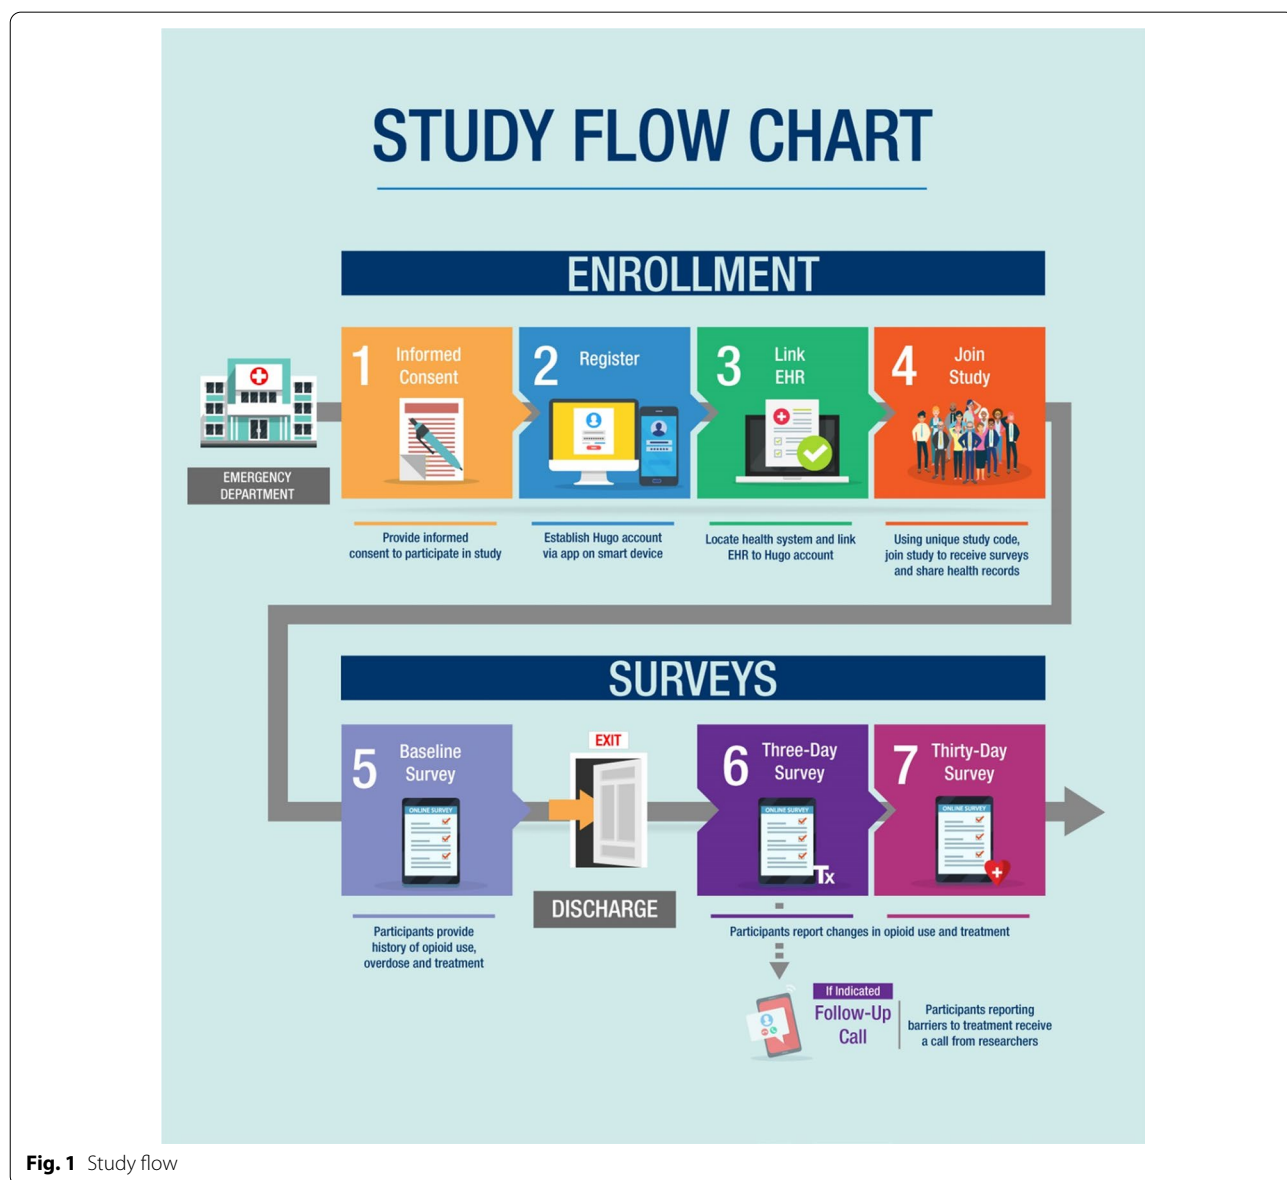 STUDY FLOW CHART
ENROLLMENT
EMERGENCY
DEPARTMENT
1
Informed
Consent
Provide informed
consent to participate in study
2
Register
Establish Hugo account
via app on smart device
3
Link
EHR
Locate health system and link
EHR to Hugo account
4
Join
Study
Using unique study code,
join study to receive surveys
and share health records
SURVEYS
5
Baseline
Survey
ONLINE SURVEY
Participants provide
history of opioid use,
overdose and treatment
EXIT
DISCHARGE
6
Three-Day
Survey
ONLINE SURVEY
Tx
7
Thirty-Day
Survey
ONLINE SURVEY
Participants report changes in opioid use and treatment
If Indicated
Follow-Up
Call
Participants reporting
barriers to treatment receive
a call from researchers
Fig. 1 Study flow